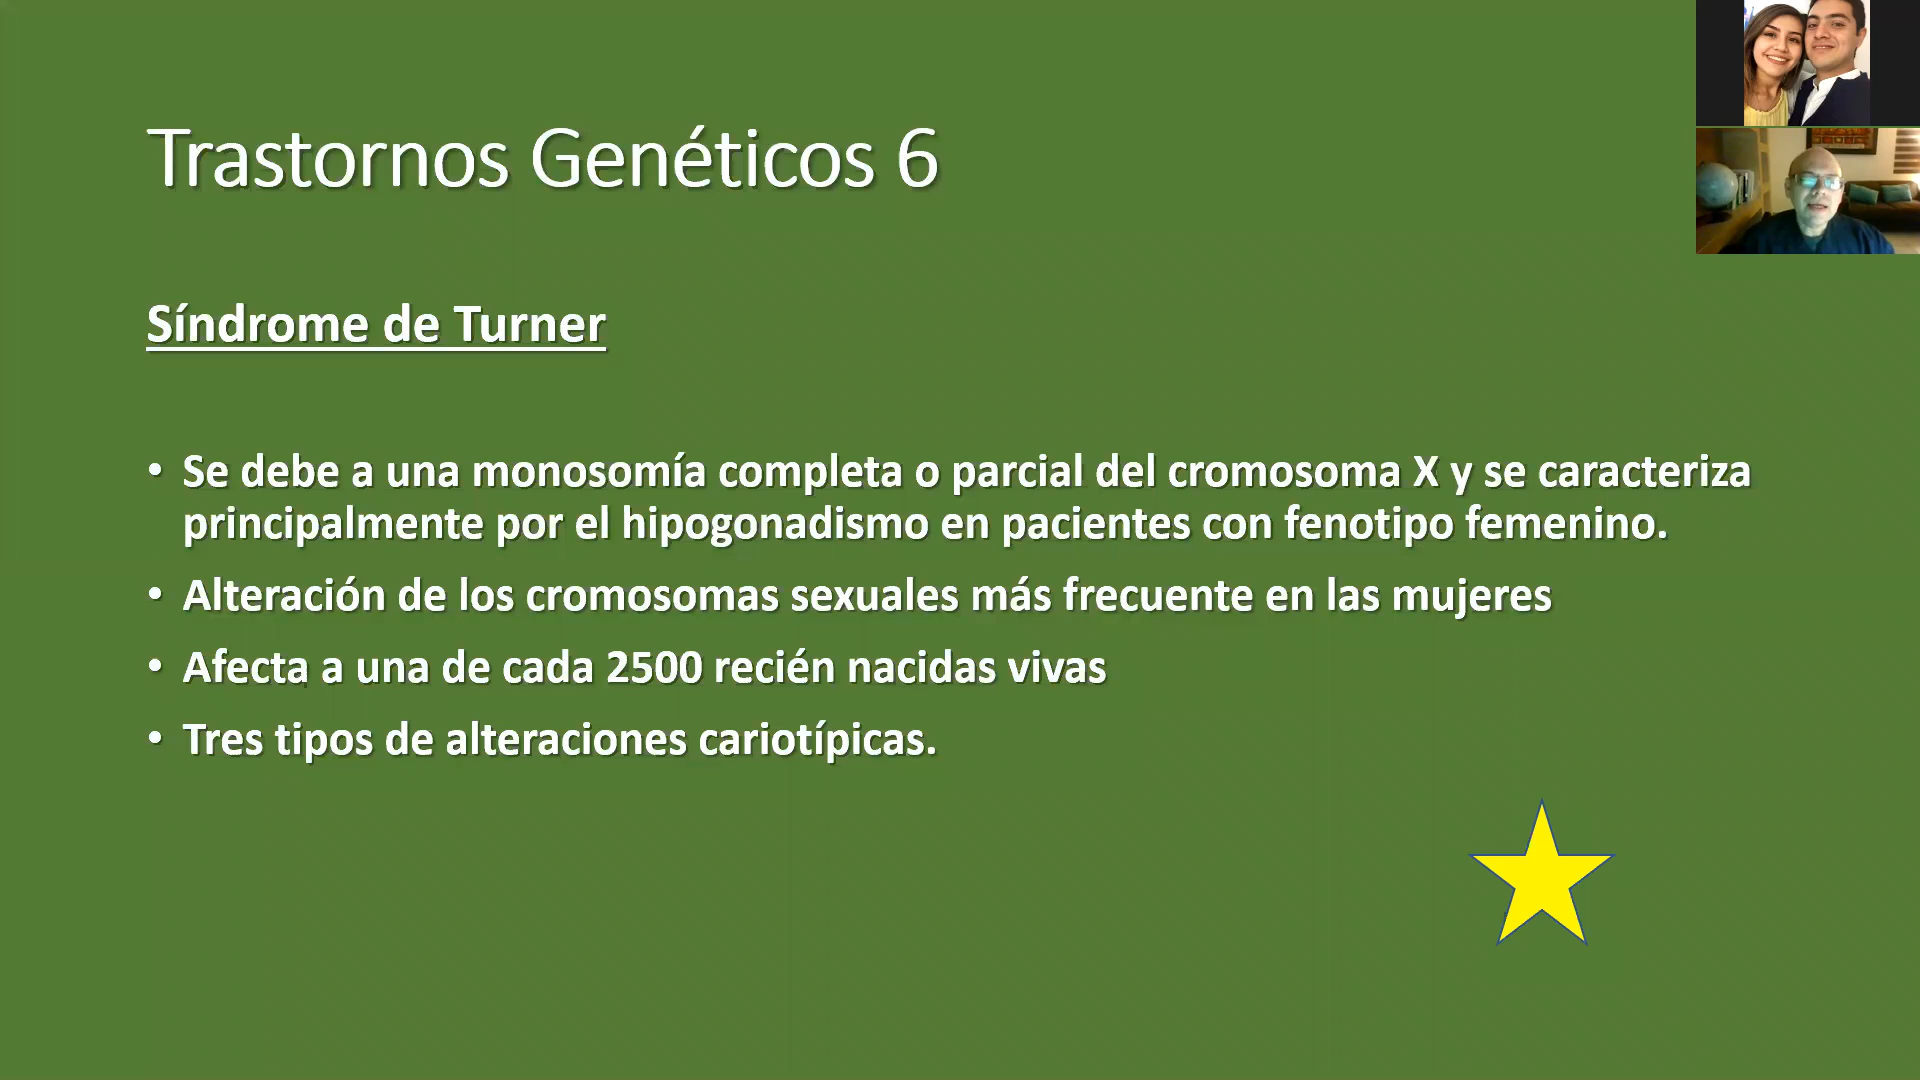 Trastornos Genéticos 6
Síndrome de Turner
• Se debe a una monosomía completa o parcial del cromosoma X y se caracteriza
principalmente por el hipogonadismo en pacientes con fenotipo femenino.
• Alteración de los cromosomas sexuales más frecuente en las mujeres
• Afecta a una de cada 2500 recién nacidas vivas
• Tres tipos de alteraciones cariotípicas.